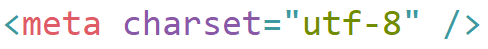 <meta charset="utf-8" />